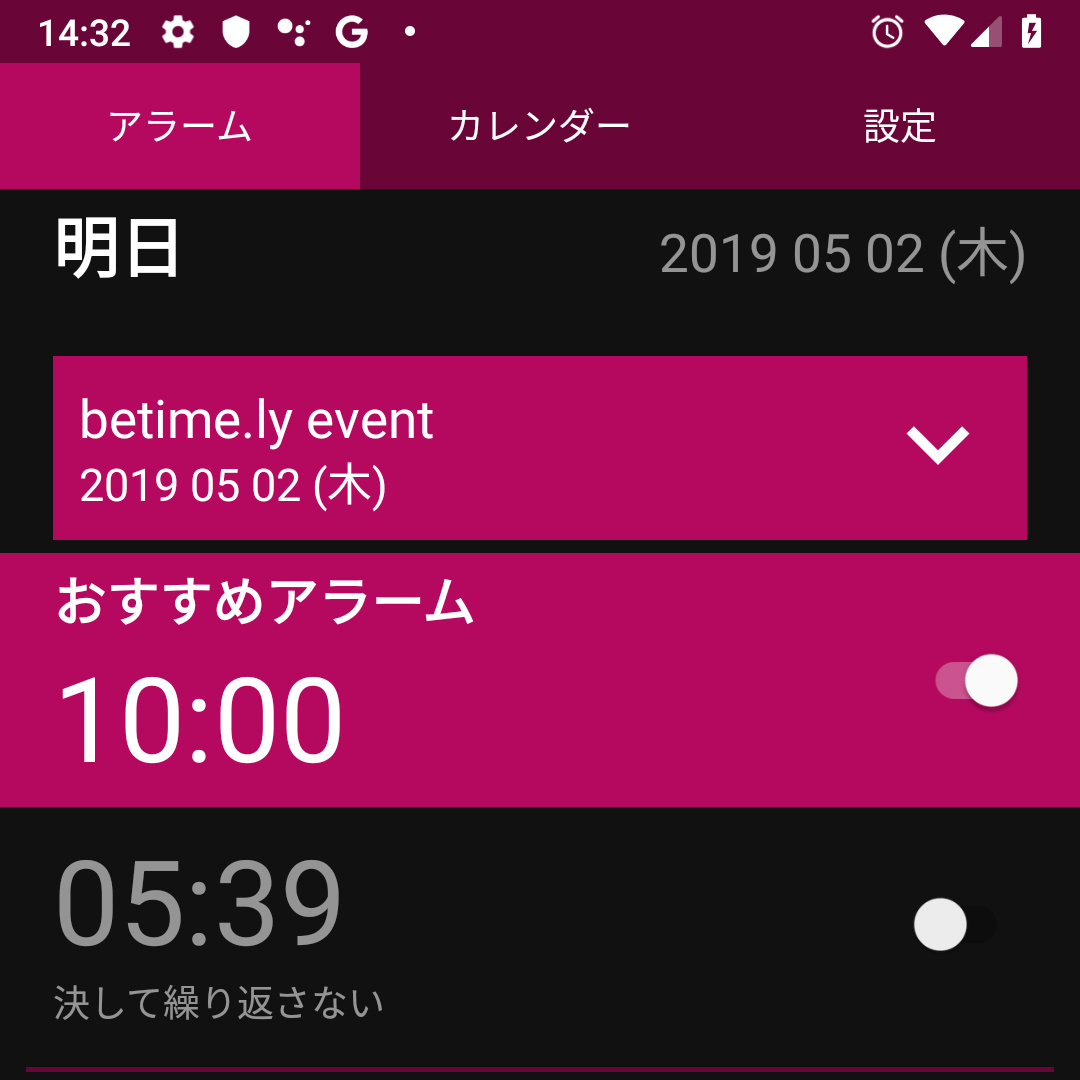 14:32
アラーム カレンダー 設定
明日 2019 05 02 (木)
betime.ly event
2019 05 02 (木)
おすすめアラーム
10:00
05:39
決して繰り返さない